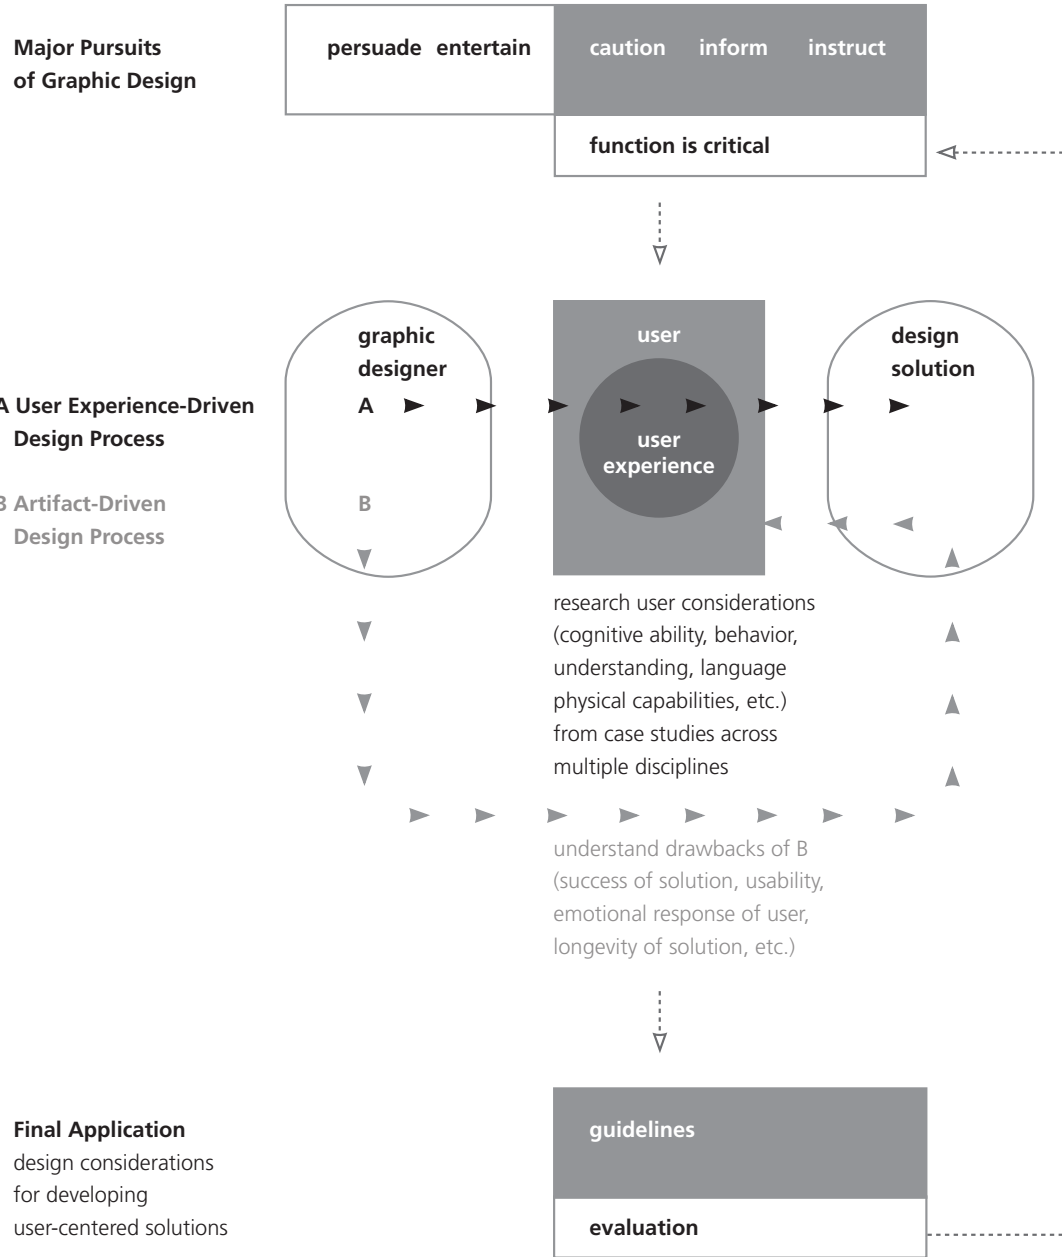 Major Pursuits
of Graphic Design
persuade entertain caution inform instruct
function is critical
graphic
designer
user
design
solution
A User Experience-Driven
Design Process
A
user
experience
B Artifact-Driven
Design Process
B
research user considerations
(cognitive ability, behavior,
understanding, language
physical capabilities, etc.)
from case studies across
multiple disciplines
understand drawbacks of B
(success of solution, usability,
emotional response of user,
longevity of solution, etc.)
Final Application
design considerations
for developing
user-centered solutions
guidelines
evaluation